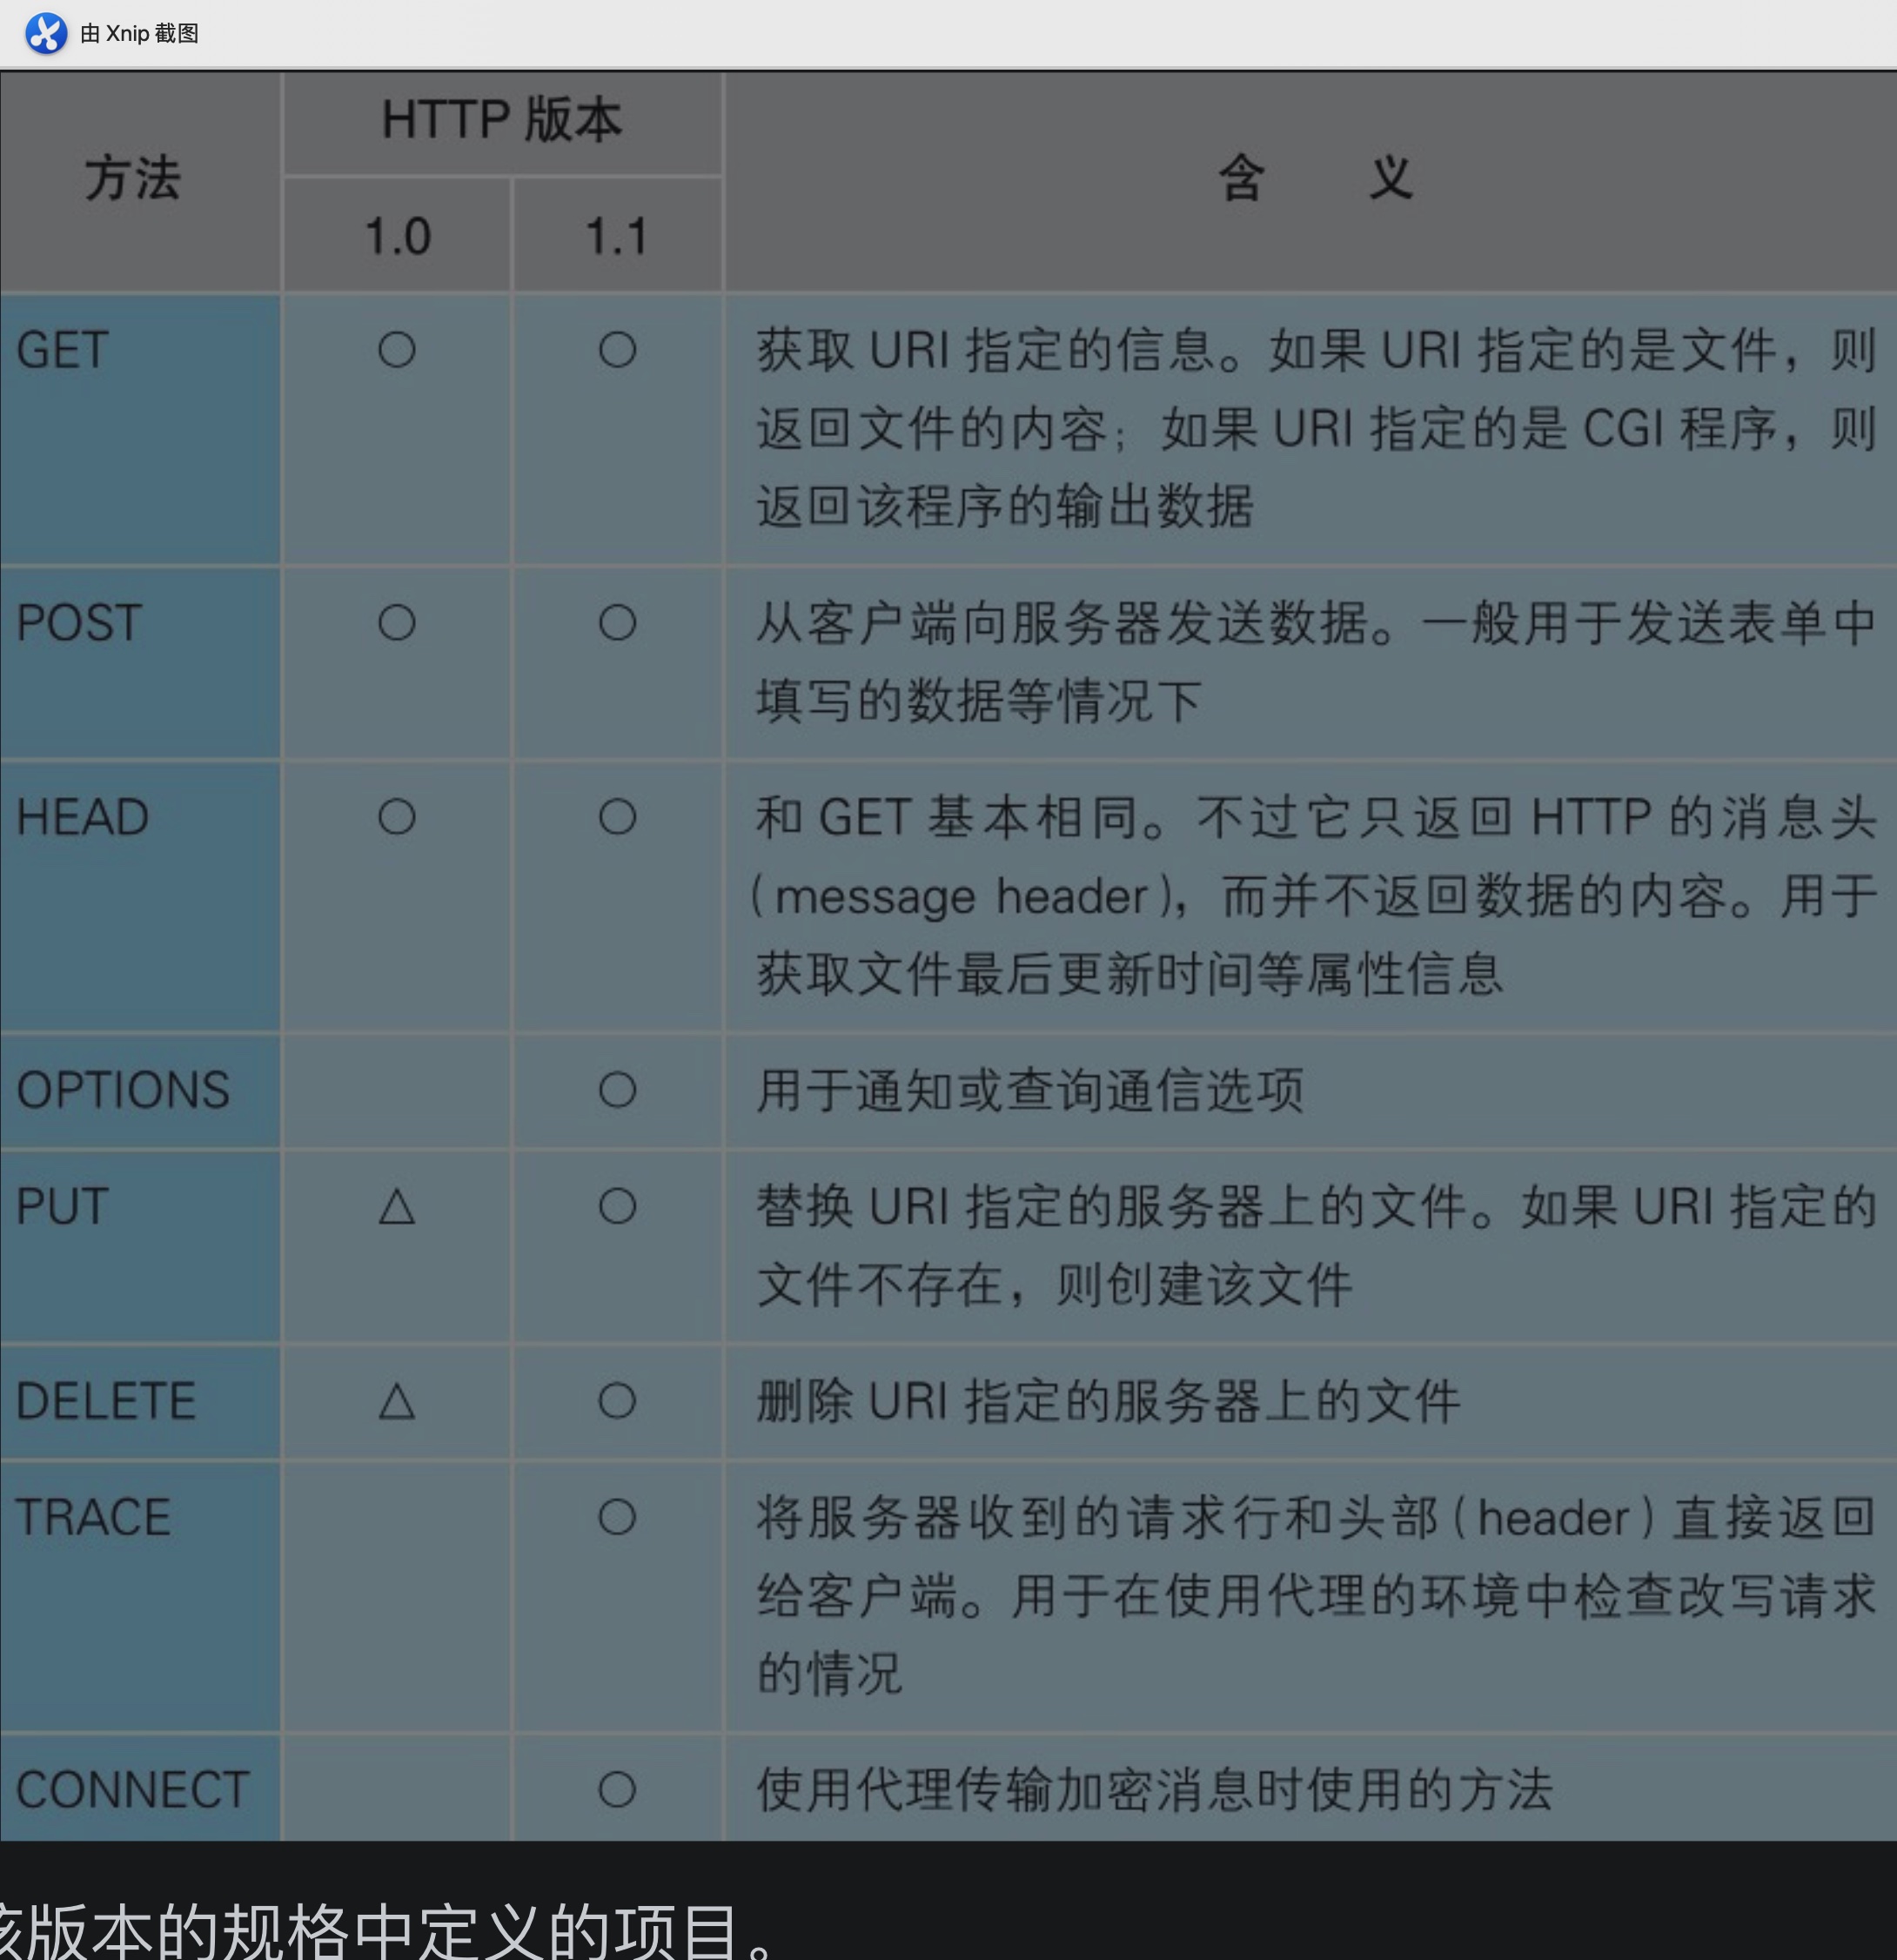 由 Xnip 截图
方法
HTTP 版本
含 义
1.0
1.1
GET
○
○
获取 URI 指定的信息。如果 URI 指定的是文件，则
返回文件的内容；如果 URI 指定的是 CGI 程序，则
返回该程序的输出数据
POST
○
○
从客户端向服务器发送数据。一般用于发送表单中
填写的数据等情况下
HEAD
○
○
和 GET 基本相同。不过它只返回 HTTP 的消息头
(message header)，而并不返回数据的内容。用于
获取文件最后更新时间等属性信息
OPTIONS
○
用于通知或查询通信选项
PUT
△
○
替换 URI 指定的服务器上的文件。如果 URI 指定的
文件不存在，则创建该文件
DELETE
△
○
删除 URI 指定的服务器上的文件
TRACE
○
将服务器收到的请求行和头部(header)直接返回
给客户端。用于在使用代理的环境中检查改写请求
的情况
CONNECT
○
使用代理传输加密消息时使用的方法
版本的规格中定义的项目。